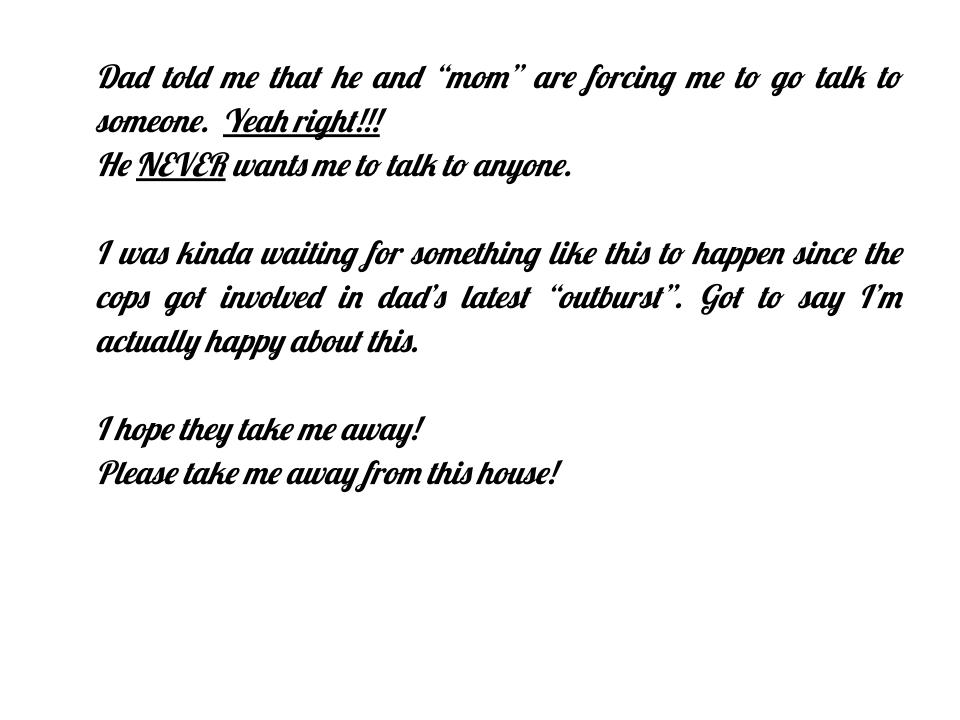 Dad told me that he and “mom” are forcing me to go talk to
someone. Yeah right!!!
He NEVER wants me to talk to anyone.
I was kinda waiting for something like this to happen since the
cops got involved in dad’s latest “outburst”. Got to say I’m
actually happy about this.
I hope they take me away!
Please take me away from this house!